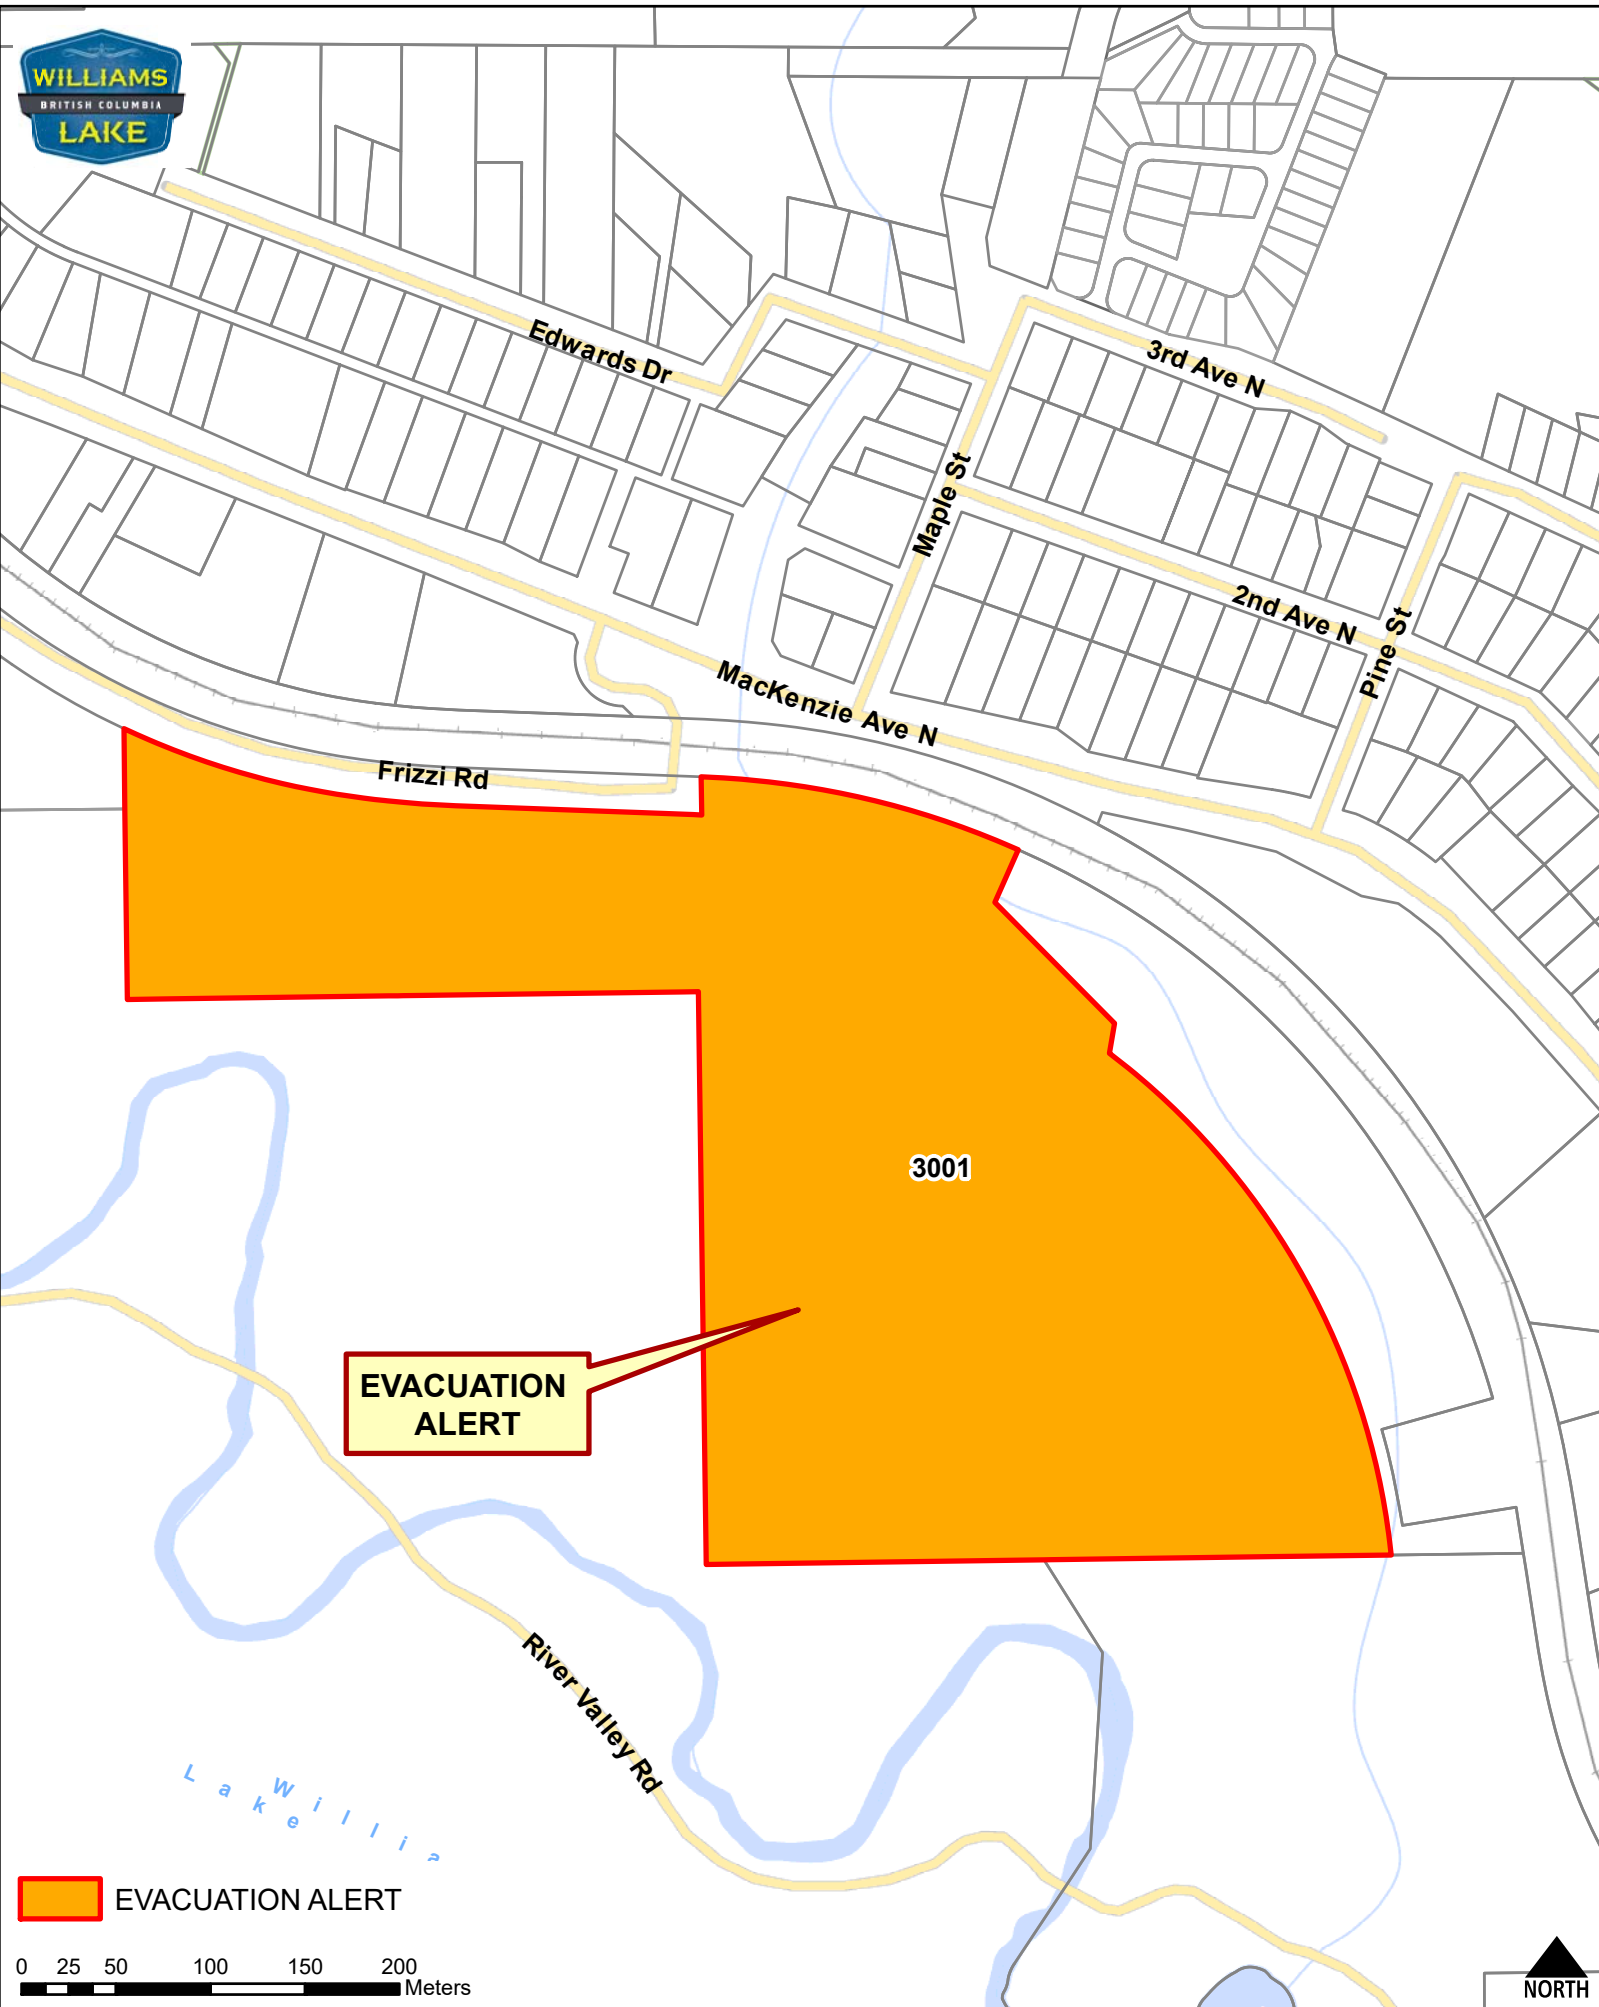 WILLIAMS
BRITISH COLUMBIA
LAKE
Edwards Dr
3rd Ave N
Maple St
2nd Ave N
Pine St
MacKenzie Ave N
Frizzi Rd
3001
EVACUATION
ALERT
River Valley Rd
Willia
Lake
EVACUATION ALERT
0 25 50 100 150 200
Meters
NORTH